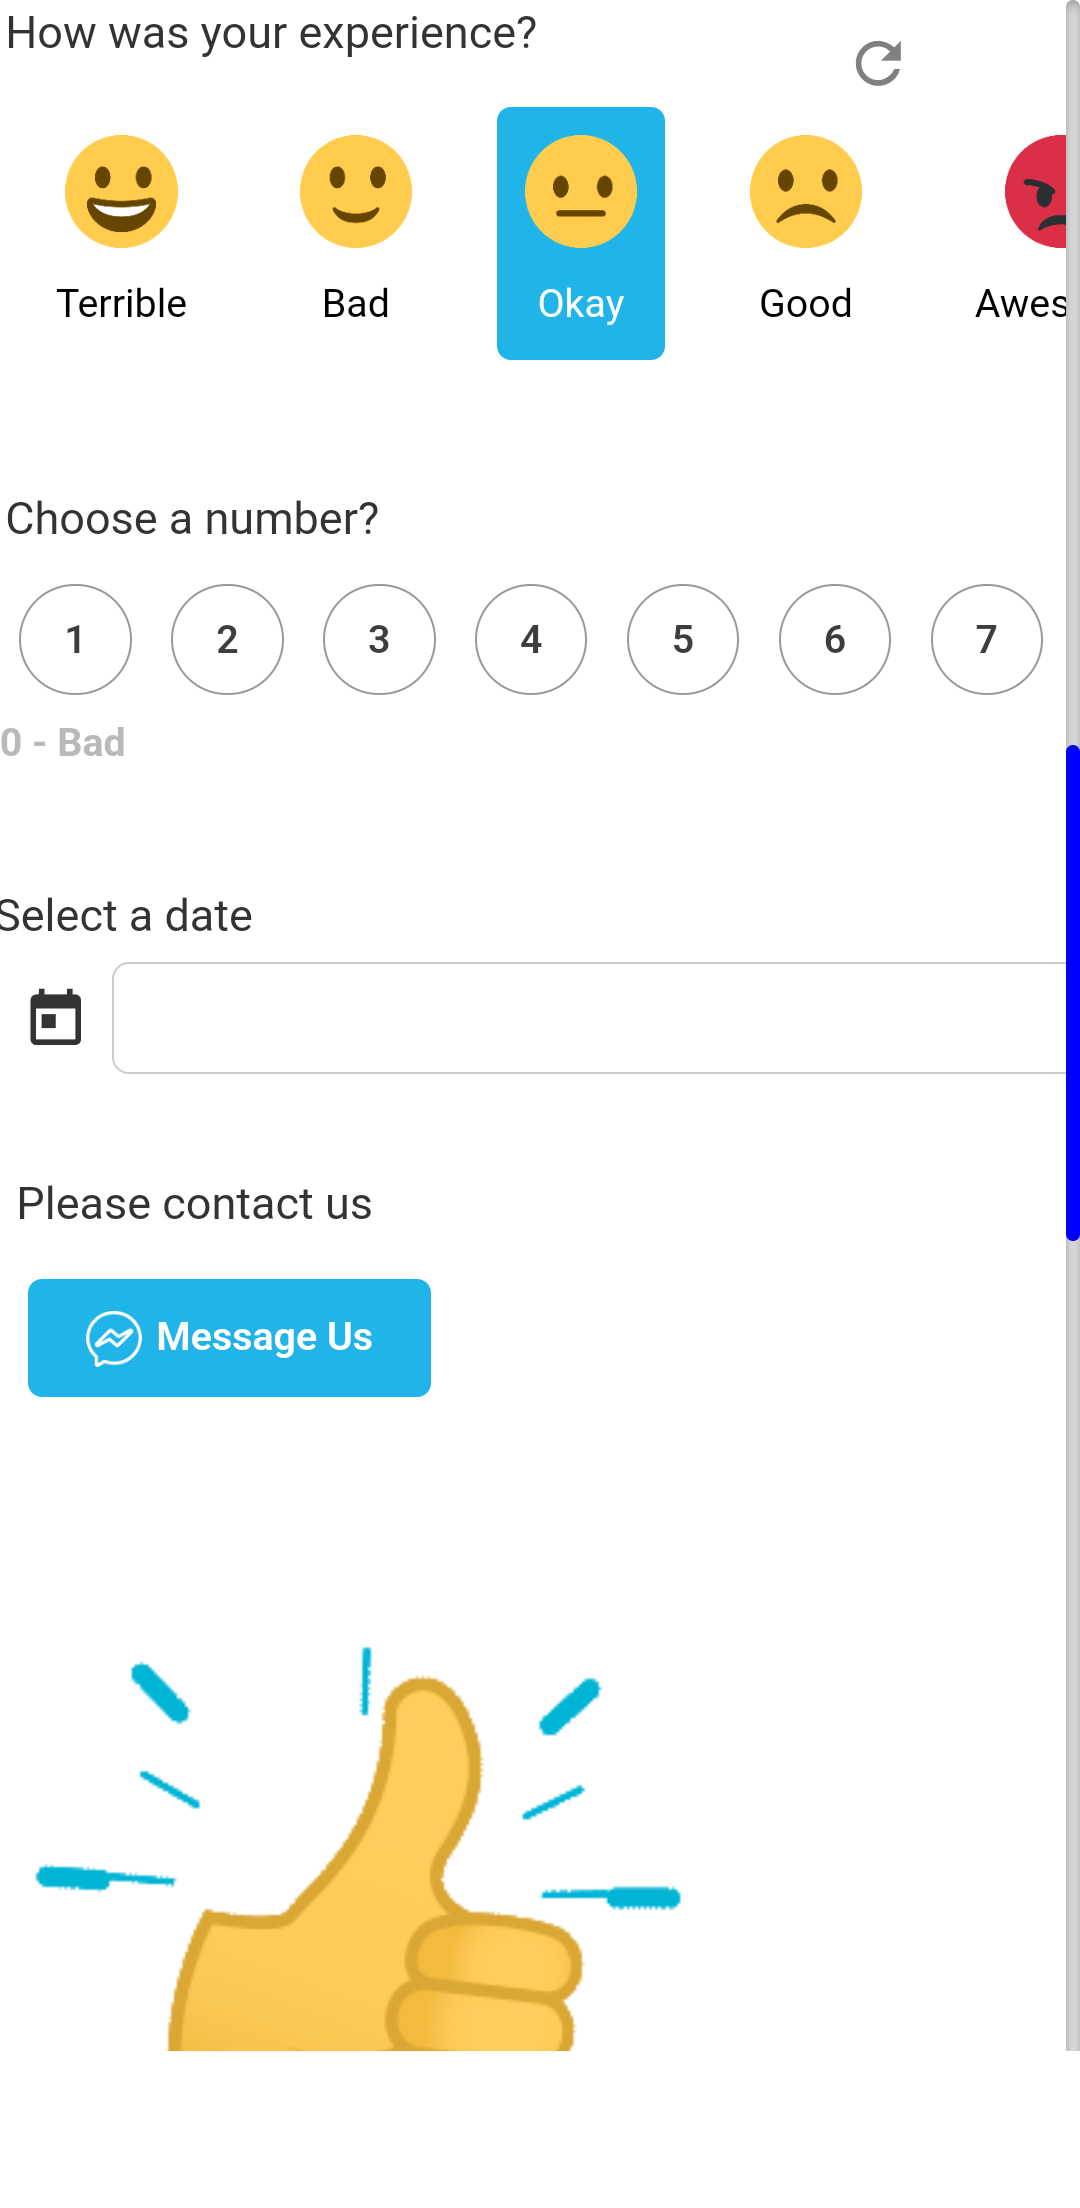 How was your experience?
Terrible Bad Okay Good Awes
Choose a number?
1 2 3 4 5 6 7
0 - Bad
Select a date
Please contact us
Message Us